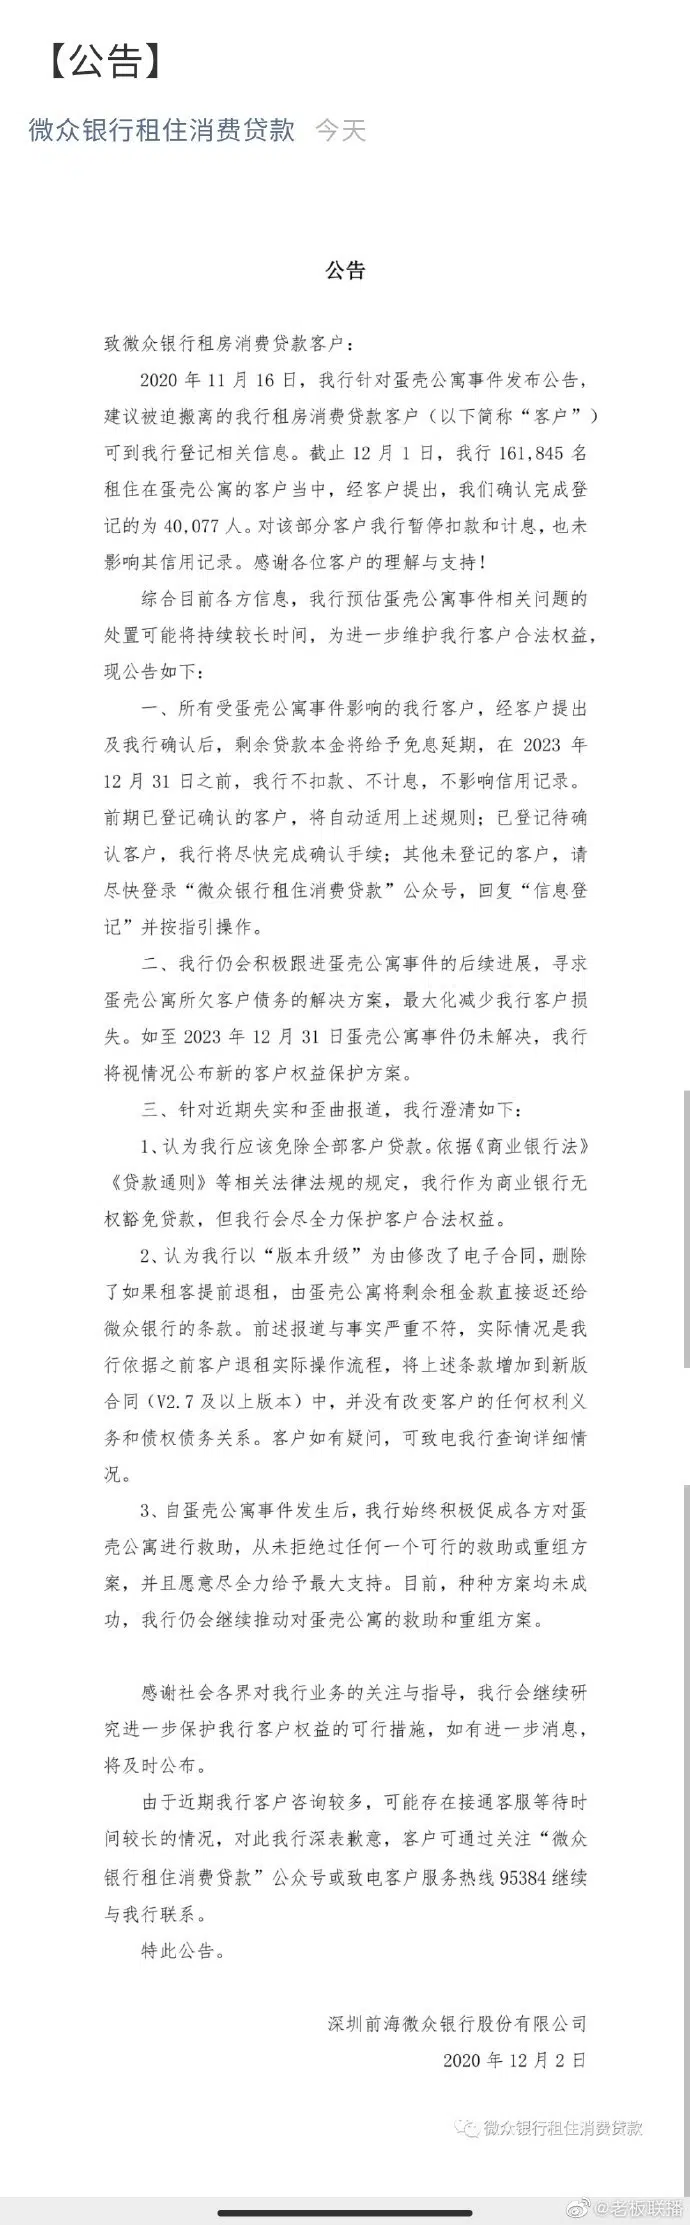 【公告】
微众银行租住消费贷款 今天
公告
致微众银行租房消费贷款客户：
2020 年 11 月 16 日，我行针对蛋壳公寓事件发布公告，
建议被迫搬离的我行租房消费贷款客户（以下简称“客户”）
可到我行登记相关信息。截止 12 月 1 日，我行 161,845 名
租住在蛋壳公寓的客户当中，经客户提出，我们确认完成登
记的为 40,077 人。对该部分客户我行暂停扣款和计息，也未
影响其信用记录。感谢各位客户的理解与支持！
综合目前各方信息，我行预估蛋壳公寓事件相关问题的
处置可能将持续较长时间，为进一步维护我行客户合法权益，
现公告如下：
一、所有受蛋壳公寓事件影响的我行客户，经客户提出
及我行确认后，剩余贷款本金将给予免息延期，在 2023 年
12 月 31 日之前，我行不扣款、不计息，不影响信用记录。
前期已登记确认的客户，将自动适用上述规则；已登记待确
认客户，我行将尽快完成确认手续；其他未登记的客户，请
尽快登录“微众银行租住消费贷款”公众号，回复“信息登
记”并按指引操作。
二、我行仍会积极跟进蛋壳公寓事件的后续进展，寻求
蛋壳公寓所欠客户债务的解决方案，最大化减少我行客户损
失。如至 2023 年 12 月 31 日蛋壳公寓事件仍未解决，我行
将视情况公布新的客户权益保护方案。
三、针对近期失实和歪曲报道，我行澄清如下：
1、认为我行应该免除全部客户贷款。依据《商业银行法》
《贷款通则》等相关法律法规的规定，我行作为商业银行无
权豁免贷款，但我行会尽全力保护客户合法权益。
2、认为我行以“版本升级”为由修改了电子合同，删除
了如果租客提前退租，由蛋壳公寓将剩余租金款直接返还给
微众银行的条款。前述报道与事实严重不符，实际情况是我
行依据之前客户退租实际操作流程，将上述条款增加到新版
合同（V2.7 及以上版本）中，并没有改变客户的任何权利义
务和债权债务关系。客户如有疑问，可致电我行查询详细情
况。
3、自蛋壳公寓事件发生后，我行始终积极促成各方对蛋
壳公寓进行救助，从未拒绝过任何一个可行的救助或重组方
案，并且愿意尽全力给予最大支持。目前，种种方案均未成
功，我行仍会继续推动对蛋壳公寓的救助和重组方案。
感谢社会各界对我行业务的关注与指导，我行会继续研
究进一步保护我行客户权益的可行措施，如有进一步消息，
将及时公布。
由于近期我行客户咨询较多，可能存在接通客服等待时
间较长的情况，对此我行深表歉意，客户可通过关注“微众
银行租住消费贷款”公众号或致电客户服务热线 95384 继续
与我行联系。
特此公告。
深圳前海微众银行股份有限公司
2020 年 12 月 2 日
微众银行租住消费贷款
@老板联播